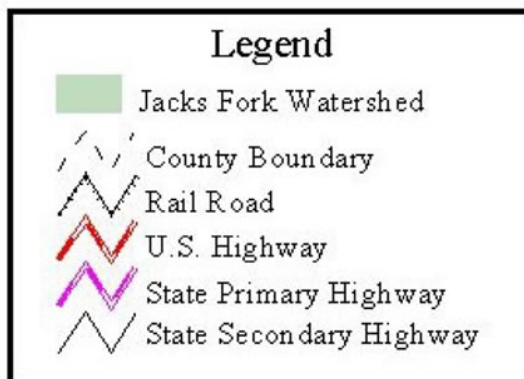 Legend
Jacks Fork Watershed
County Boundary
Rail Road
U.S. Highway
State Primary Highway
State Secondary Highway